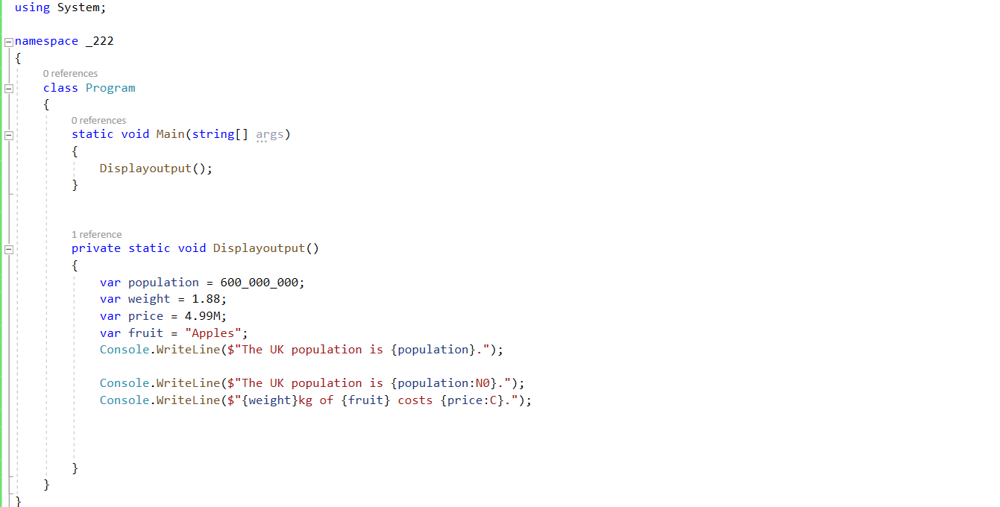 using System;
namespace _222
{
0 references
class Program
{
0 references
static void Main(string[] args)
{
Displayoutput();
}
1 reference
private static void Displayoutput()
{
var population = 600_000_000;
var weight = 1.88;
var price = 4.99M;
var fruit = "Apples";
Console.WriteLine($"The UK population is {population}.");
Console.WriteLine($"The UK population is {population:N0}.");
Console.WriteLine($"{weight}kg of {fruit} costs {price:C}.");
}
}
}